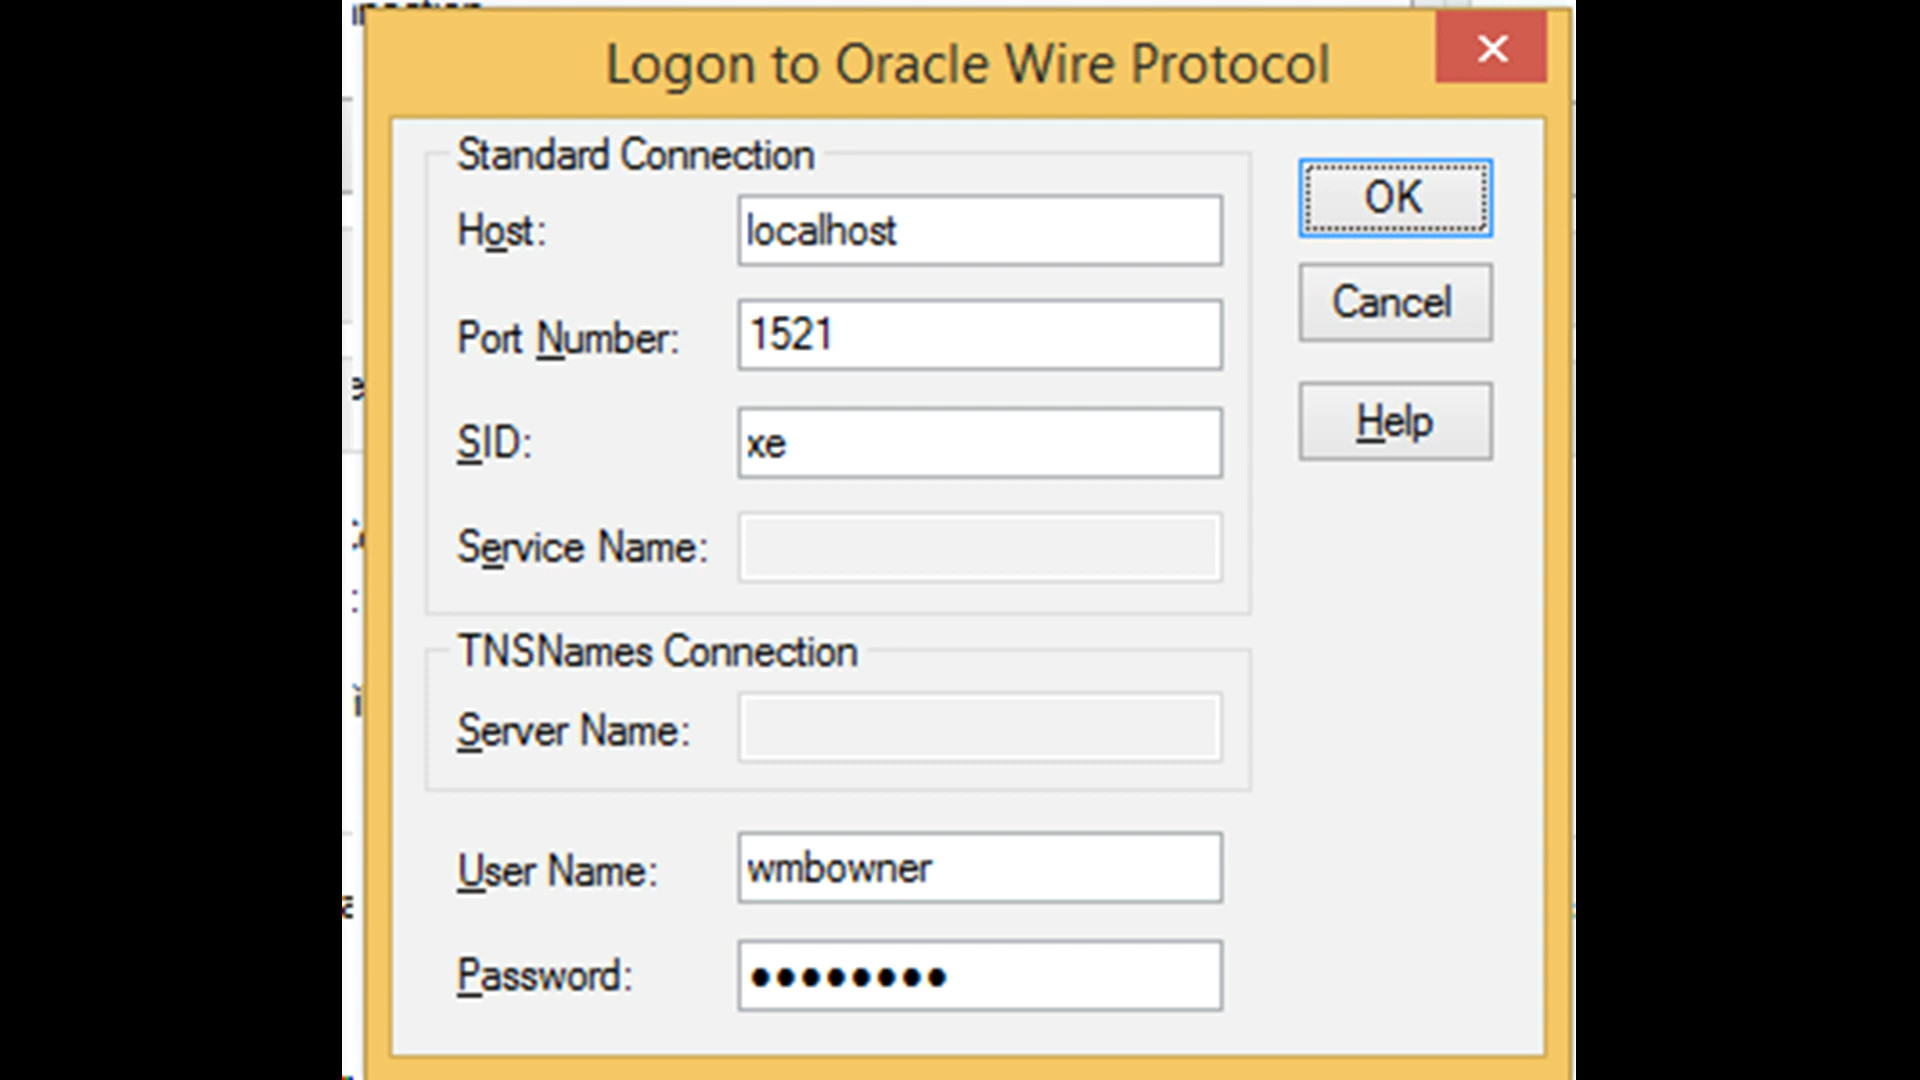 Logon to Oracle Wire Protocol
Standard Connection
Host: localhost
Port Number: 1521
SID: xe
Service Name:
TNSNames Connection
Server Name:
User Name: wmbowner
Password: ●●●●●●●●
OK
Cancel
Help